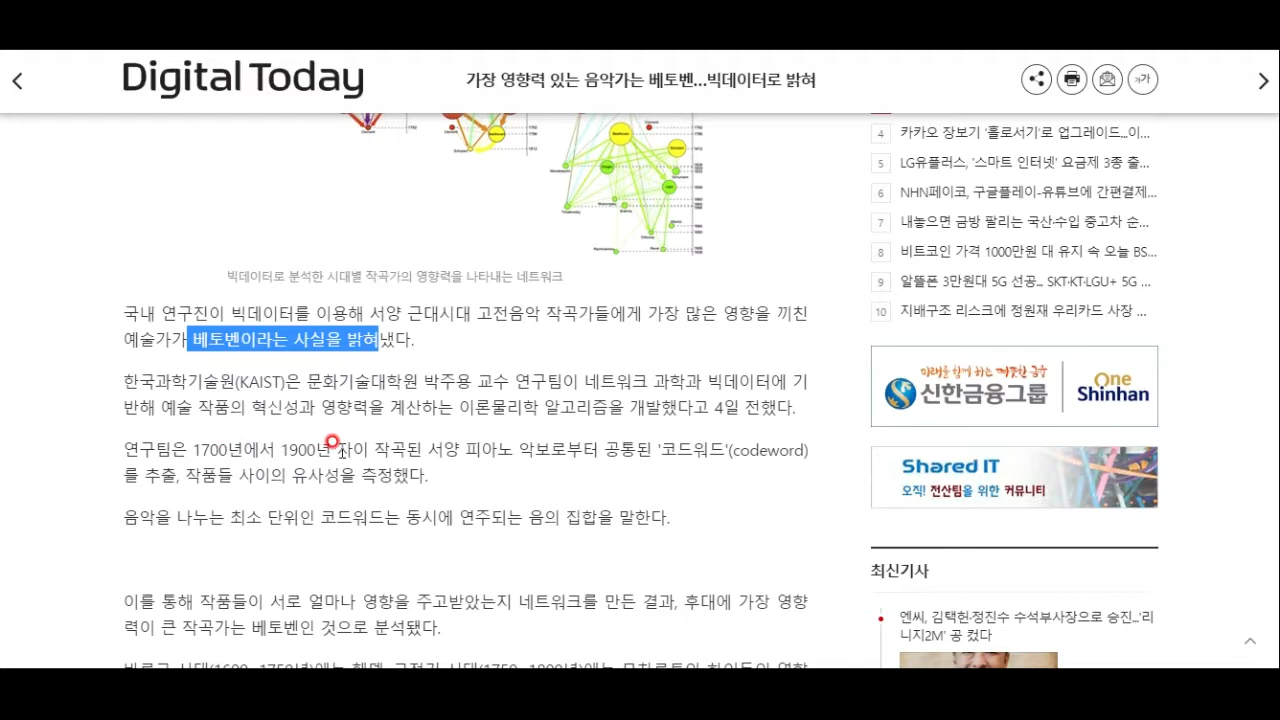 Digital Today
가장 영향력 있는 음악가는 베토벤...빅데이터로 밝혀
가가
빅데이터로 분석한 시대별 작곡가의 영향력을 나타내는 네트워크
국내 연구진이 빅데이터를 이용해 서양 근대시대 고전음악 작곡가들에게 가장 많은 영향을 끼친
예술가가 베토벤이라는 사실을 밝혀냈다.
한국과학기술원(KAIST)은 문화기술대학원 박주용 교수 연구팀이 네트워크 과학과 빅데이터에 기
반해 예술 작품의 혁신성과 영향력을 계산하는 이론물리학 알고리즘을 개발했다고 4일 전했다.
연구팀은 1700년에서 1900년 사이 작곡된 서양 피아노 악보로부터 공통된 '코드워드'(codeword)
를 추출, 작품들 사이의 유사성을 측정했다.
음악을 나누는 최소 단위인 코드워드는 동시에 연주되는 음의 집합을 말한다.
이를 통해 작품들이 서로 얼마나 영향을 주고받았는지 네트워크를 만든 결과, 후대에 가장 영향
력이 큰 작곡가는 베토벤인 것으로 분석됐다.
4 카카오 장보기 '홀로서기'로 업그레이드...이...
5 LG유플러스, '스마트 인터넷' 요금제 3종 출...
6 NHN페이코, 구글플레이-유튜브에 간편결제...
7 내놓으면 금방 팔리는 국산·수입 중고차 순...
8 비트코인 가격 1000만원 대 유지 속 오늘 BS...
9 알뜰폰 3만원대 5G 선공... SKT·KT·LGU+ 5G ...
10 지배구조 리스크에 정원재 우리카드 사장 ...
미래를 함께 하는 따뜻한 금융
신한금융그룹
One
Shinhan
Shared IT
오직! 전산팀을 위한 커뮤니티
최신기사
엔씨, 김택헌·정진수 수석부사장으로 승진...'리
니지2M' 공 컸다